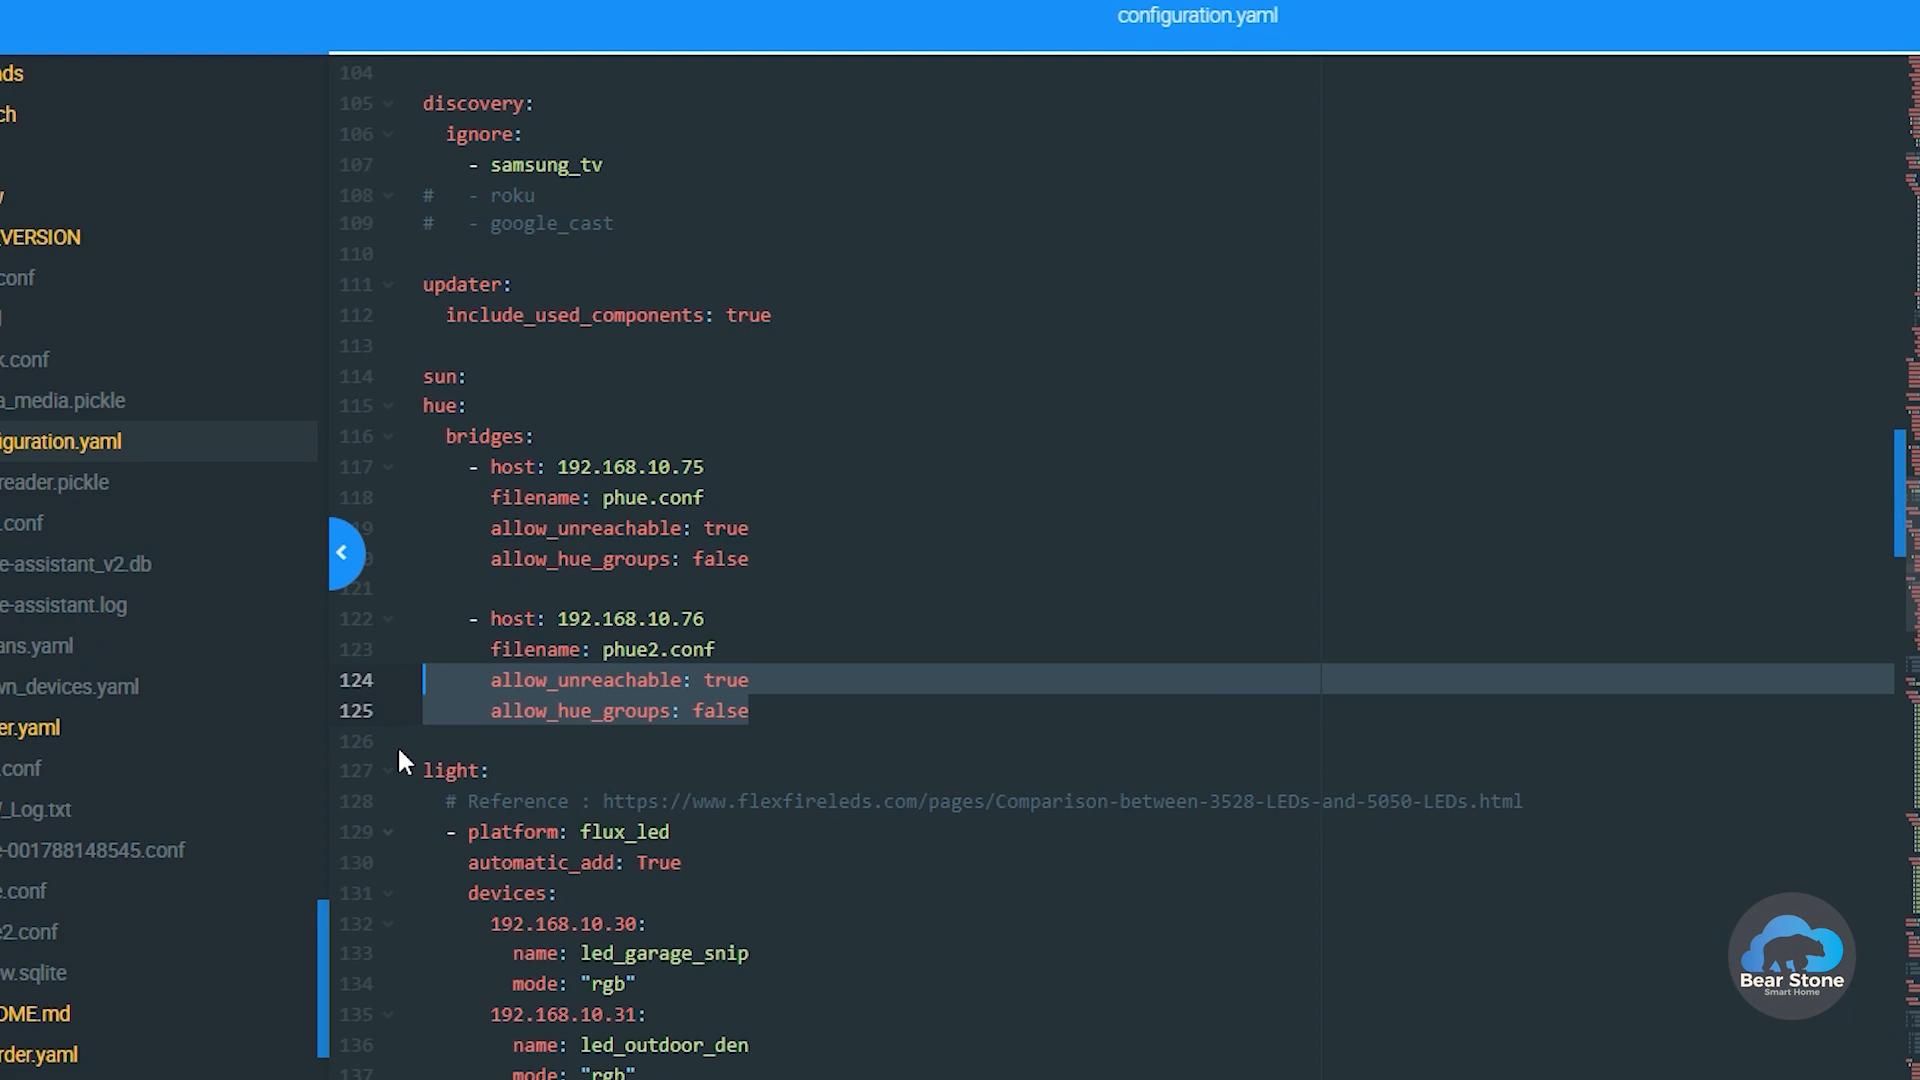 configuration.yaml
nds
ch
_VERSION
conf
k.conf
a_media.pickle
iguration.yaml
reader.pickle
.conf
e-assistant_v2.db
e-assistant.log
ans.yaml
wn_devices.yaml
er.yaml
.conf
_Log.txt
e-001788148545.conf
e.conf
e2.conf
w.sqlite
OME.md
rder.yaml
104
105 discovery:
106 ignore:
107 - samsung_tv
108 # - roku
109 # - google_cast
110
111 updater:
112 include_used_components: true
113
114 sun:
115 hue:
116 bridges:
117 - host: 192.168.10.75
118 filename: phue.conf
19 allow_unreachable: true
allow_hue_groups: false
121
122 - host: 192.168.10.76
123 filename: phue2.conf
124 allow_unreachable: true
125 allow_hue_groups: false
126
127 light:
128 # Reference : https://www.flexfireleds.com/pages/Comparison-between-3528-LEDs-and-5050-LEDs.html
129 - platform: flux_led
130 automatic_add: True
131 devices:
132 192.168.10.30:
133 name: led_garage_snip
134 mode: "rgb"
135 192.168.10.31:
136 name: led_outdoor_den
137 mode: "rgb"
Bear Stone
Smart Home